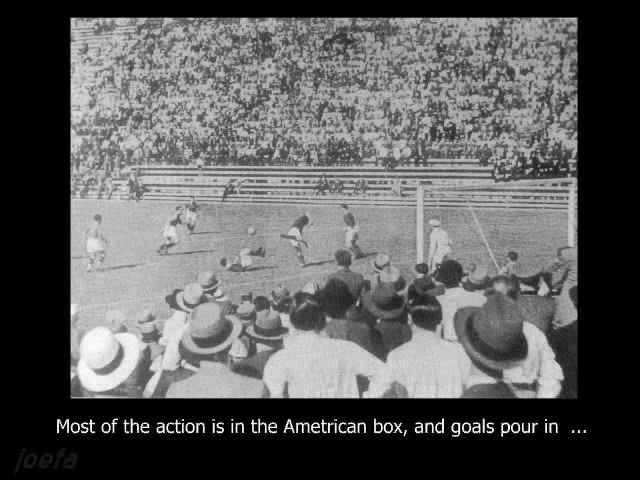 Most of the action is in the Ametrican box, and goals pour in ...
joefa